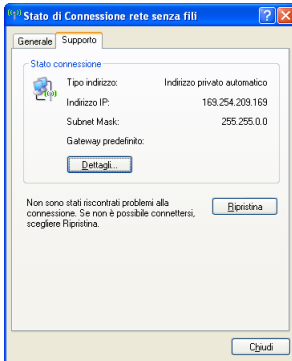 Stato di Connessione rete senza fili
Generale Supporto
Stato connessione
Tipo indirizzo: Indirizzo privato automatico
Indirizzo IP: 169.254.209.169
Subnet Mask: 255.255.0.0
Gateway predefinito:
Dettagli...
Non sono stati riscontrati problemi alla
connessione. Se non è possibile connettersi,
scegliere Ripristina.
Ripristina
Chiudi